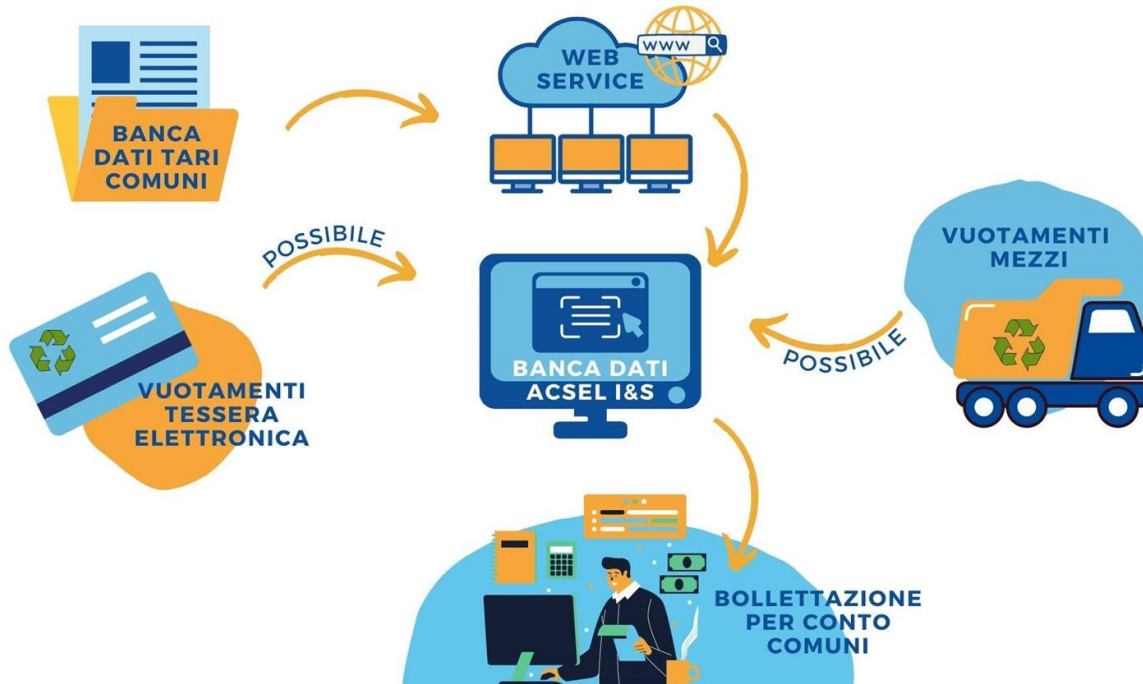 BANCA
DATI TARI
COMUNI
WEB
SERVICE
WWW
POSSIBILE
VUOTAMENTI
TESSERA
ELETTRONICA
BANCA DATI
ACSEL I&S
VUOTAMENTI
MEZZI
POSSIBILE
BOLLETTAZIONE
PER CONTO
COMUNI